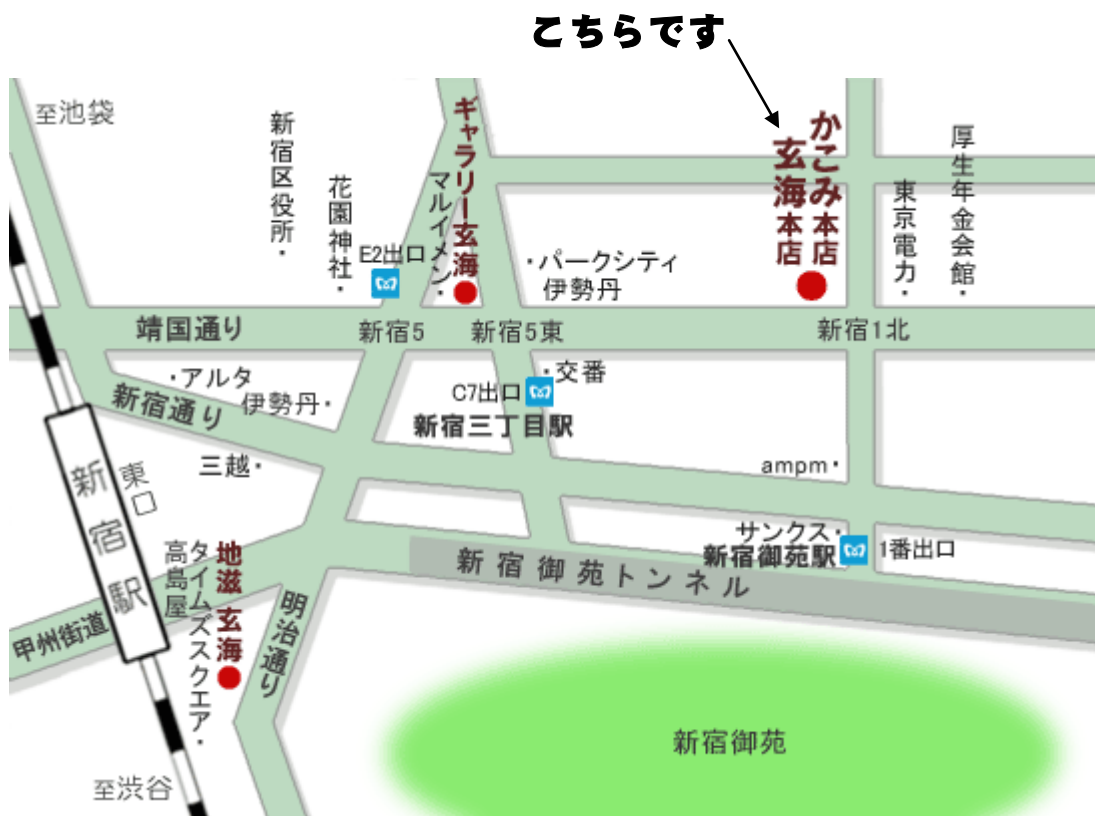 こちらです
至池袋
新宿区役所・
花園神社・
E2出口
マルイメン・
ギャラリー玄海
・パークシティ
伊勢丹
かこみ本店
玄海本店
東京電力・
厚生年金会館・
靖国通り
新宿5
新宿5東
新宿1北
・アルタ
伊勢丹・
新宿通り
・交番
C7出口
新宿三丁目駅
三越・
ampm・
新宿駅
東口
サンクス・
新宿御苑駅
1番出口
新宿御苑トンネル
地滋 玄海
タイムズスクエア・
高島屋
甲州街道
明治通り
新宿御苑
至渋谷